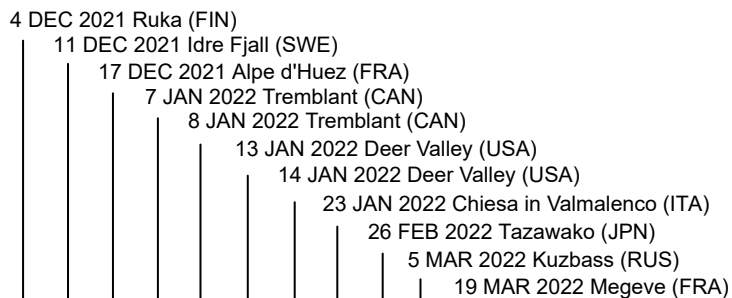 4 DEC 2021 Ruka (FIN)
11 DEC 2021 Idre Fjall (SWE)
17 DEC 2021 Alpe d'Huez (FRA)
7 JAN 2022 Tremblant (CAN)
8 JAN 2022 Tremblant (CAN)
13 JAN 2022 Deer Valley (USA)
14 JAN 2022 Deer Valley (USA)
23 JAN 2022 Chiesa in Valmalenco (ITA)
26 FEB 2022 Tazawako (JPN)
5 MAR 2022 Kuzbass (RUS)
19 MAR 2022 Megeve (FRA)